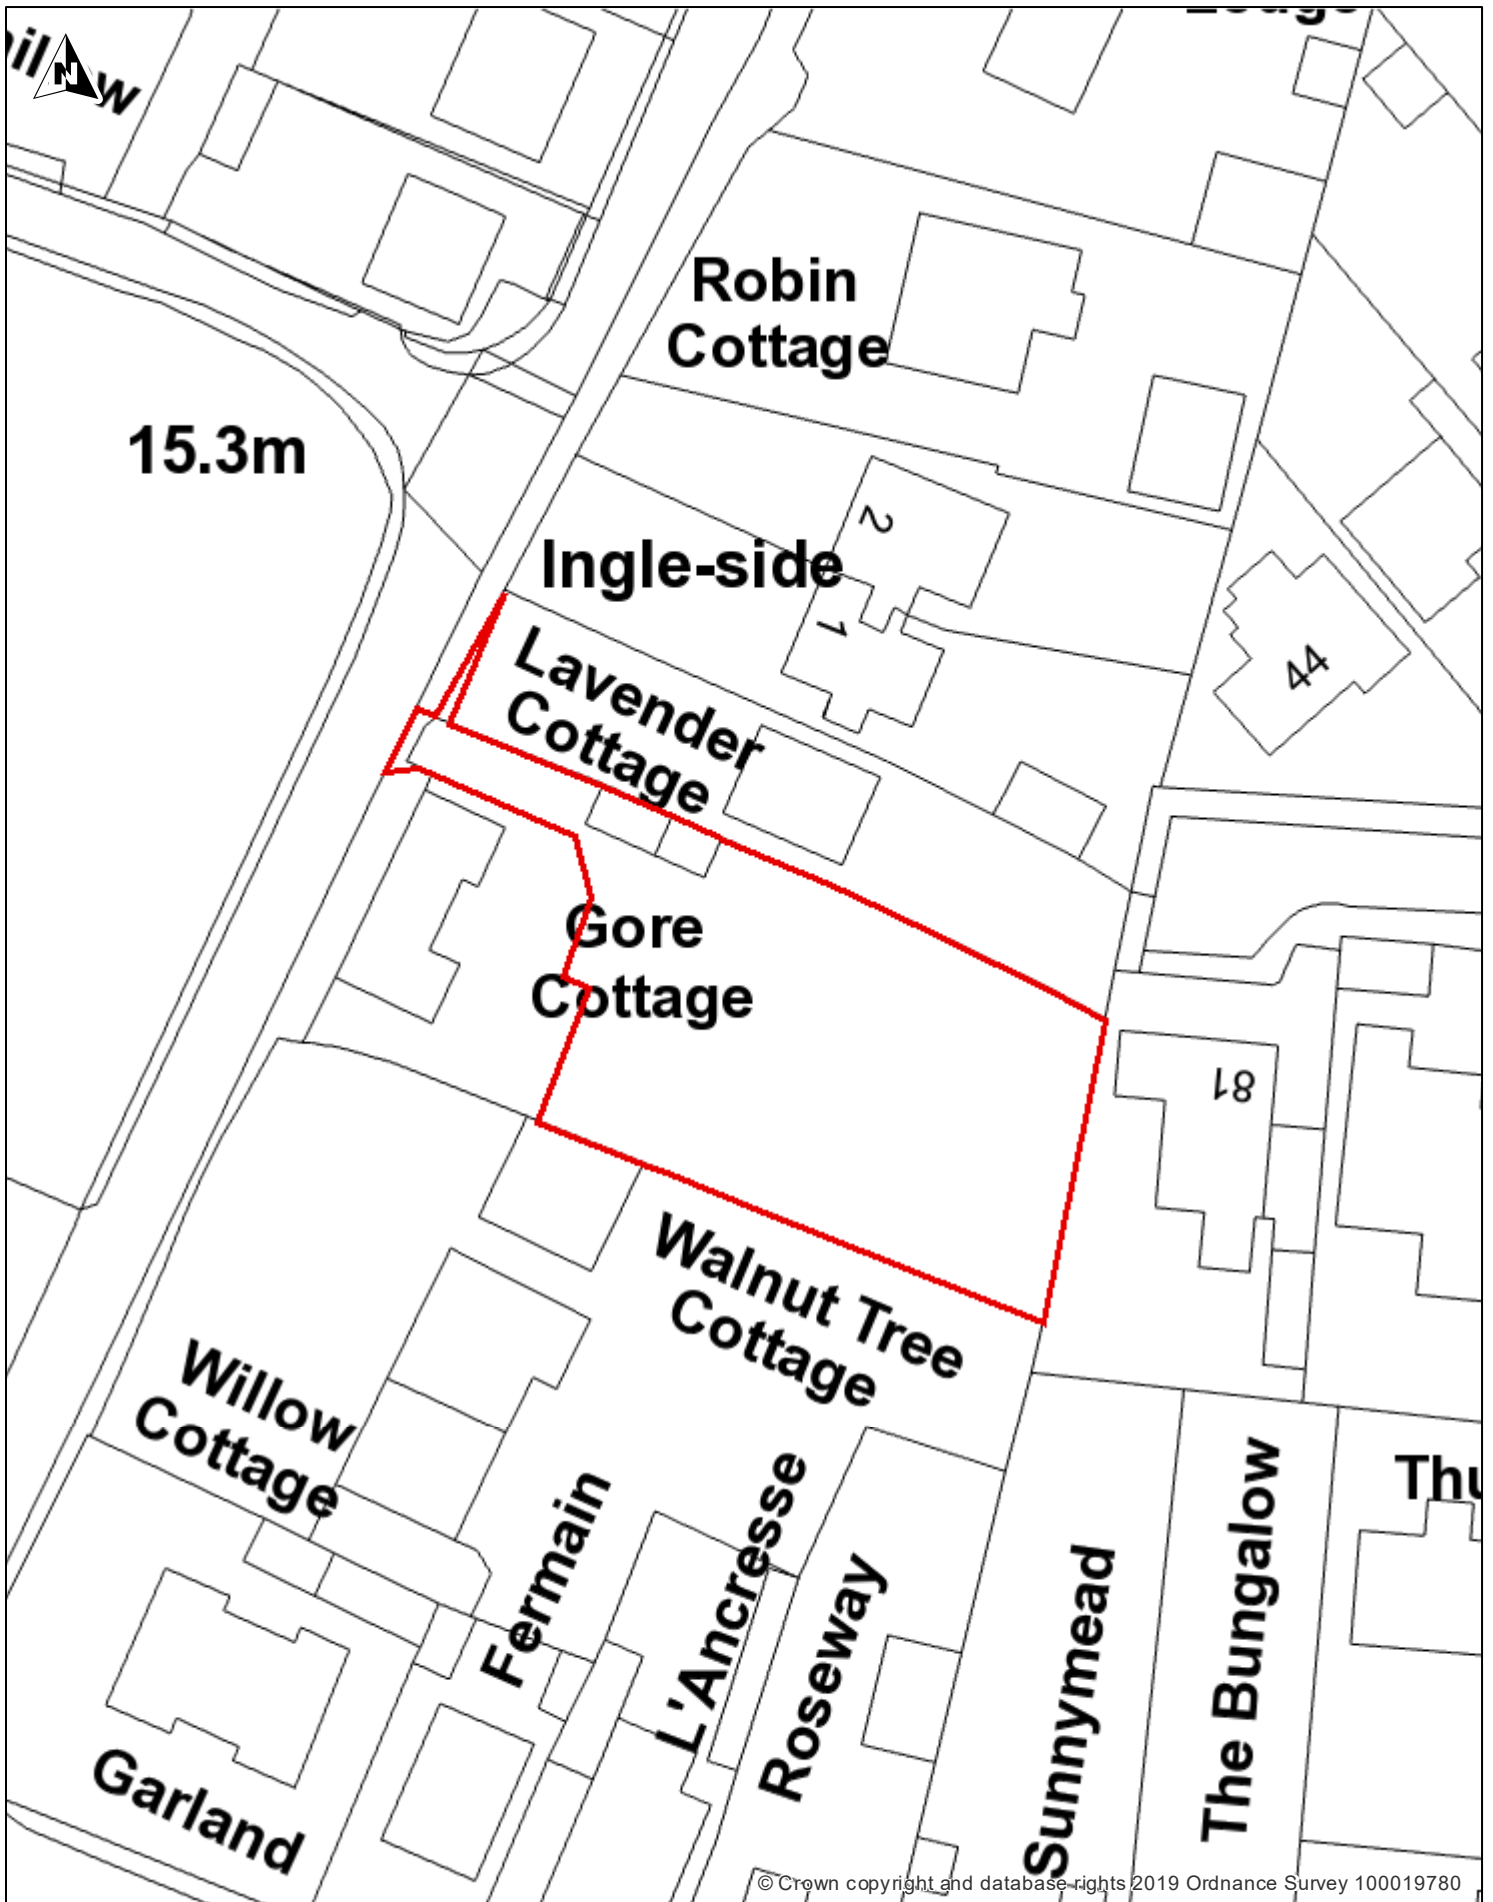 N
Robin
Cottage
15.3m
2
Ingle-side
1
Lavender
Cottage
44
Gore
Cottage
81
Walnut Tree
Cottage
Willow
Cottage
Fermain
L'Ancresse
Roseway
Sunnymead
The Bungalow
Thu
Garland
© Crown copyright and database rights 2019 Ordnance Survey 100019780